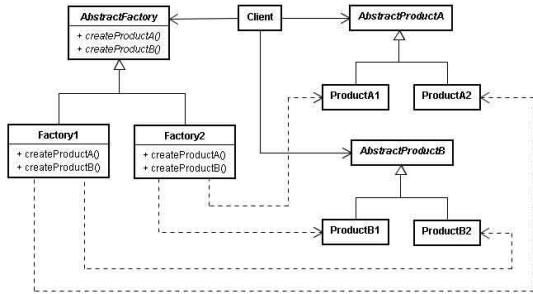 AbstractFactory
+ createProductA()
+ createProductB()
Client
AbstractProductA
ProductA1
ProductA2
Factory1
+ createProductA()
+ createProductB()
Factory2
+ createProductA()
+ createProductB()
AbstractProductB
ProductB1
ProductB2